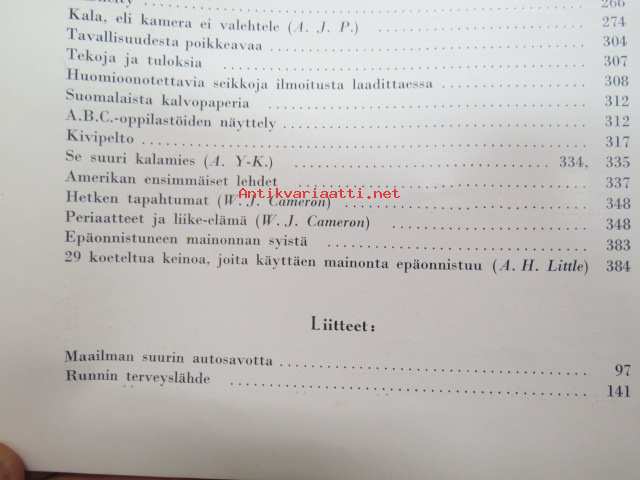 266
Kala, eli kamera ei valehtele (A. J. P.) 274
Tavallisuudesta poikkeavaa 304
Tekoja ja tuloksia 307
Huomioonotettavia seikkoja ilmoitusta laadittaessa 308
Suomalaista kalvopaperia 312
A.B.C.-oppilastöiden näyttely 312
Kivipelto 317
Se suuri kalamies (A. Y-K.) 334, 335
Amerikan ensimmäiset lehdet 337
Antikvariaatti.net
Hetken tapahtumat (W. J. Cameron) 348
Periaatteet ja liike-elämä (W. J. Cameron) 348
Epäonnistuneen mainonnan syistä 383
29 koeteltua keinoa, joita käyttäen mainonta epäonnistuu (A. H. Little) 384
Liitteet:
Maailman suurin autosavotta 97
Runnin terveyslähde 141